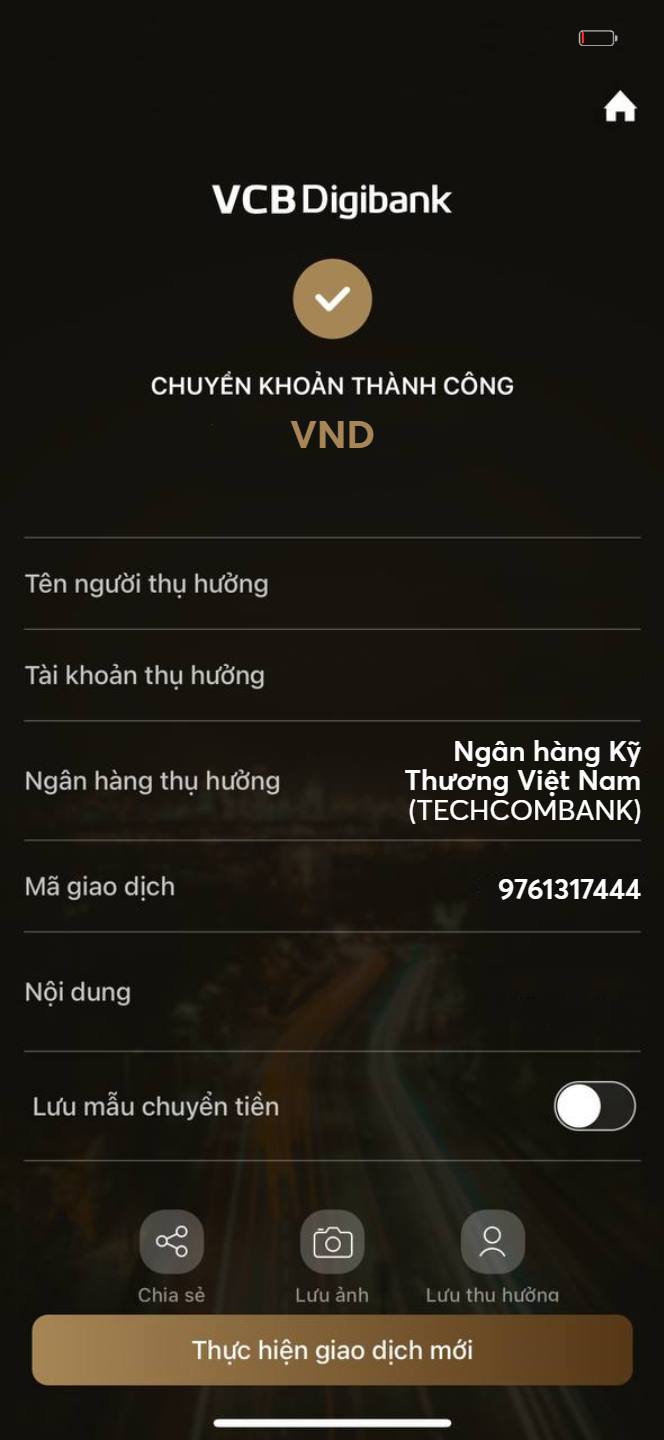 VCB Digibank
CHUYỂN KHOẢN THÀNH CÔNG
VND
Tên người thụ hưởng
Tài khoản thụ hưởng
Ngân hàng thụ hưởng
Ngân hàng Kỹ
Thương Việt Nam
(TECHCOMBANK)
Mã giao dịch
9761317444
Nội dung
Lưu mẫu chuyển tiền
Chia sẻ
Lưu ảnh
Lưu thụ hưởng
Thực hiện giao dịch mới